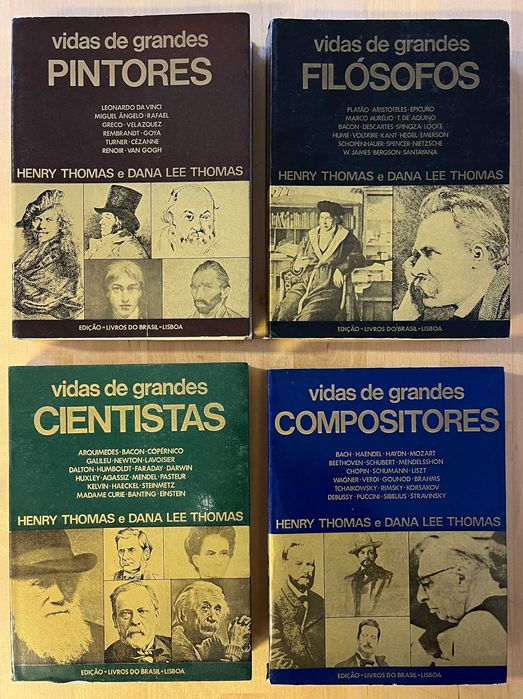 vidas de grandes
PINTORES
LEONARDO DA VINCI
MIGUEL ÂNGELO • RAFAEL
GRECO • VELAZQUEZ
REMBRANDT • GOYA
TURNER • CÉZANNE
RENOIR • VAN GOGH
HENRY THOMAS e DANA LEE THOMAS
EDIÇÃO • LIVROS DO BRASIL • LISBOA
vidas de grandes
FILÓSOFOS
PLATÃO • ARISTÓTELES • EPICURO
MARCO AURÉLIO • T. DE AQUINO
BACON • DESCARTES • SPINOZA • LOCKE
HUME • VOLTAIRE • KANT • HEGEL • EMERSON
SCHOPENHAUER • SPENCER • NIETZSCHE
W. JAMES • BERGSON • SANTAYANA
HENRY THOMAS e DANA LEE THOMAS
EDIÇÃO • LIVROS DO BRASIL • LISBOA
vidas de grandes
CIENTISTAS
ARQUIMEDES • BACON • COPÉRNICO
GALILEU • NEWTON • LAVOISIER
DALTON • HUMBOLDT • FARADAY • DARWIN
HUXLEY • AGASSIZ • MENDEL • PASTEUR
KELVIN • HAECKEL • STEINMETZ
MADAME CURIE • BANTING • EINSTEIN
HENRY THOMAS e DANA LEE THOMAS
EDIÇÃO • LIVROS DO BRASIL • LISBOA
vidas de grandes
COMPOSITORES
BACH • HAENDEL • HAYDN • MOZART
BEETHOVEN • SCHUBERT • MENDELSSHON
CHOPIN • SCHUMANN • LISZT
WAGNER • VERDI • GOUNOD • BRAHMS
TCHAIKOWSKY • RIMSKY • KORSAKOV
DEBUSSY • PUCCINI • SIBELIUS • STRAVINSKY
HENRY THOMAS e DANA LEE THOMAS
EDIÇÃO • LIVROS DO BRASIL • LISBOA